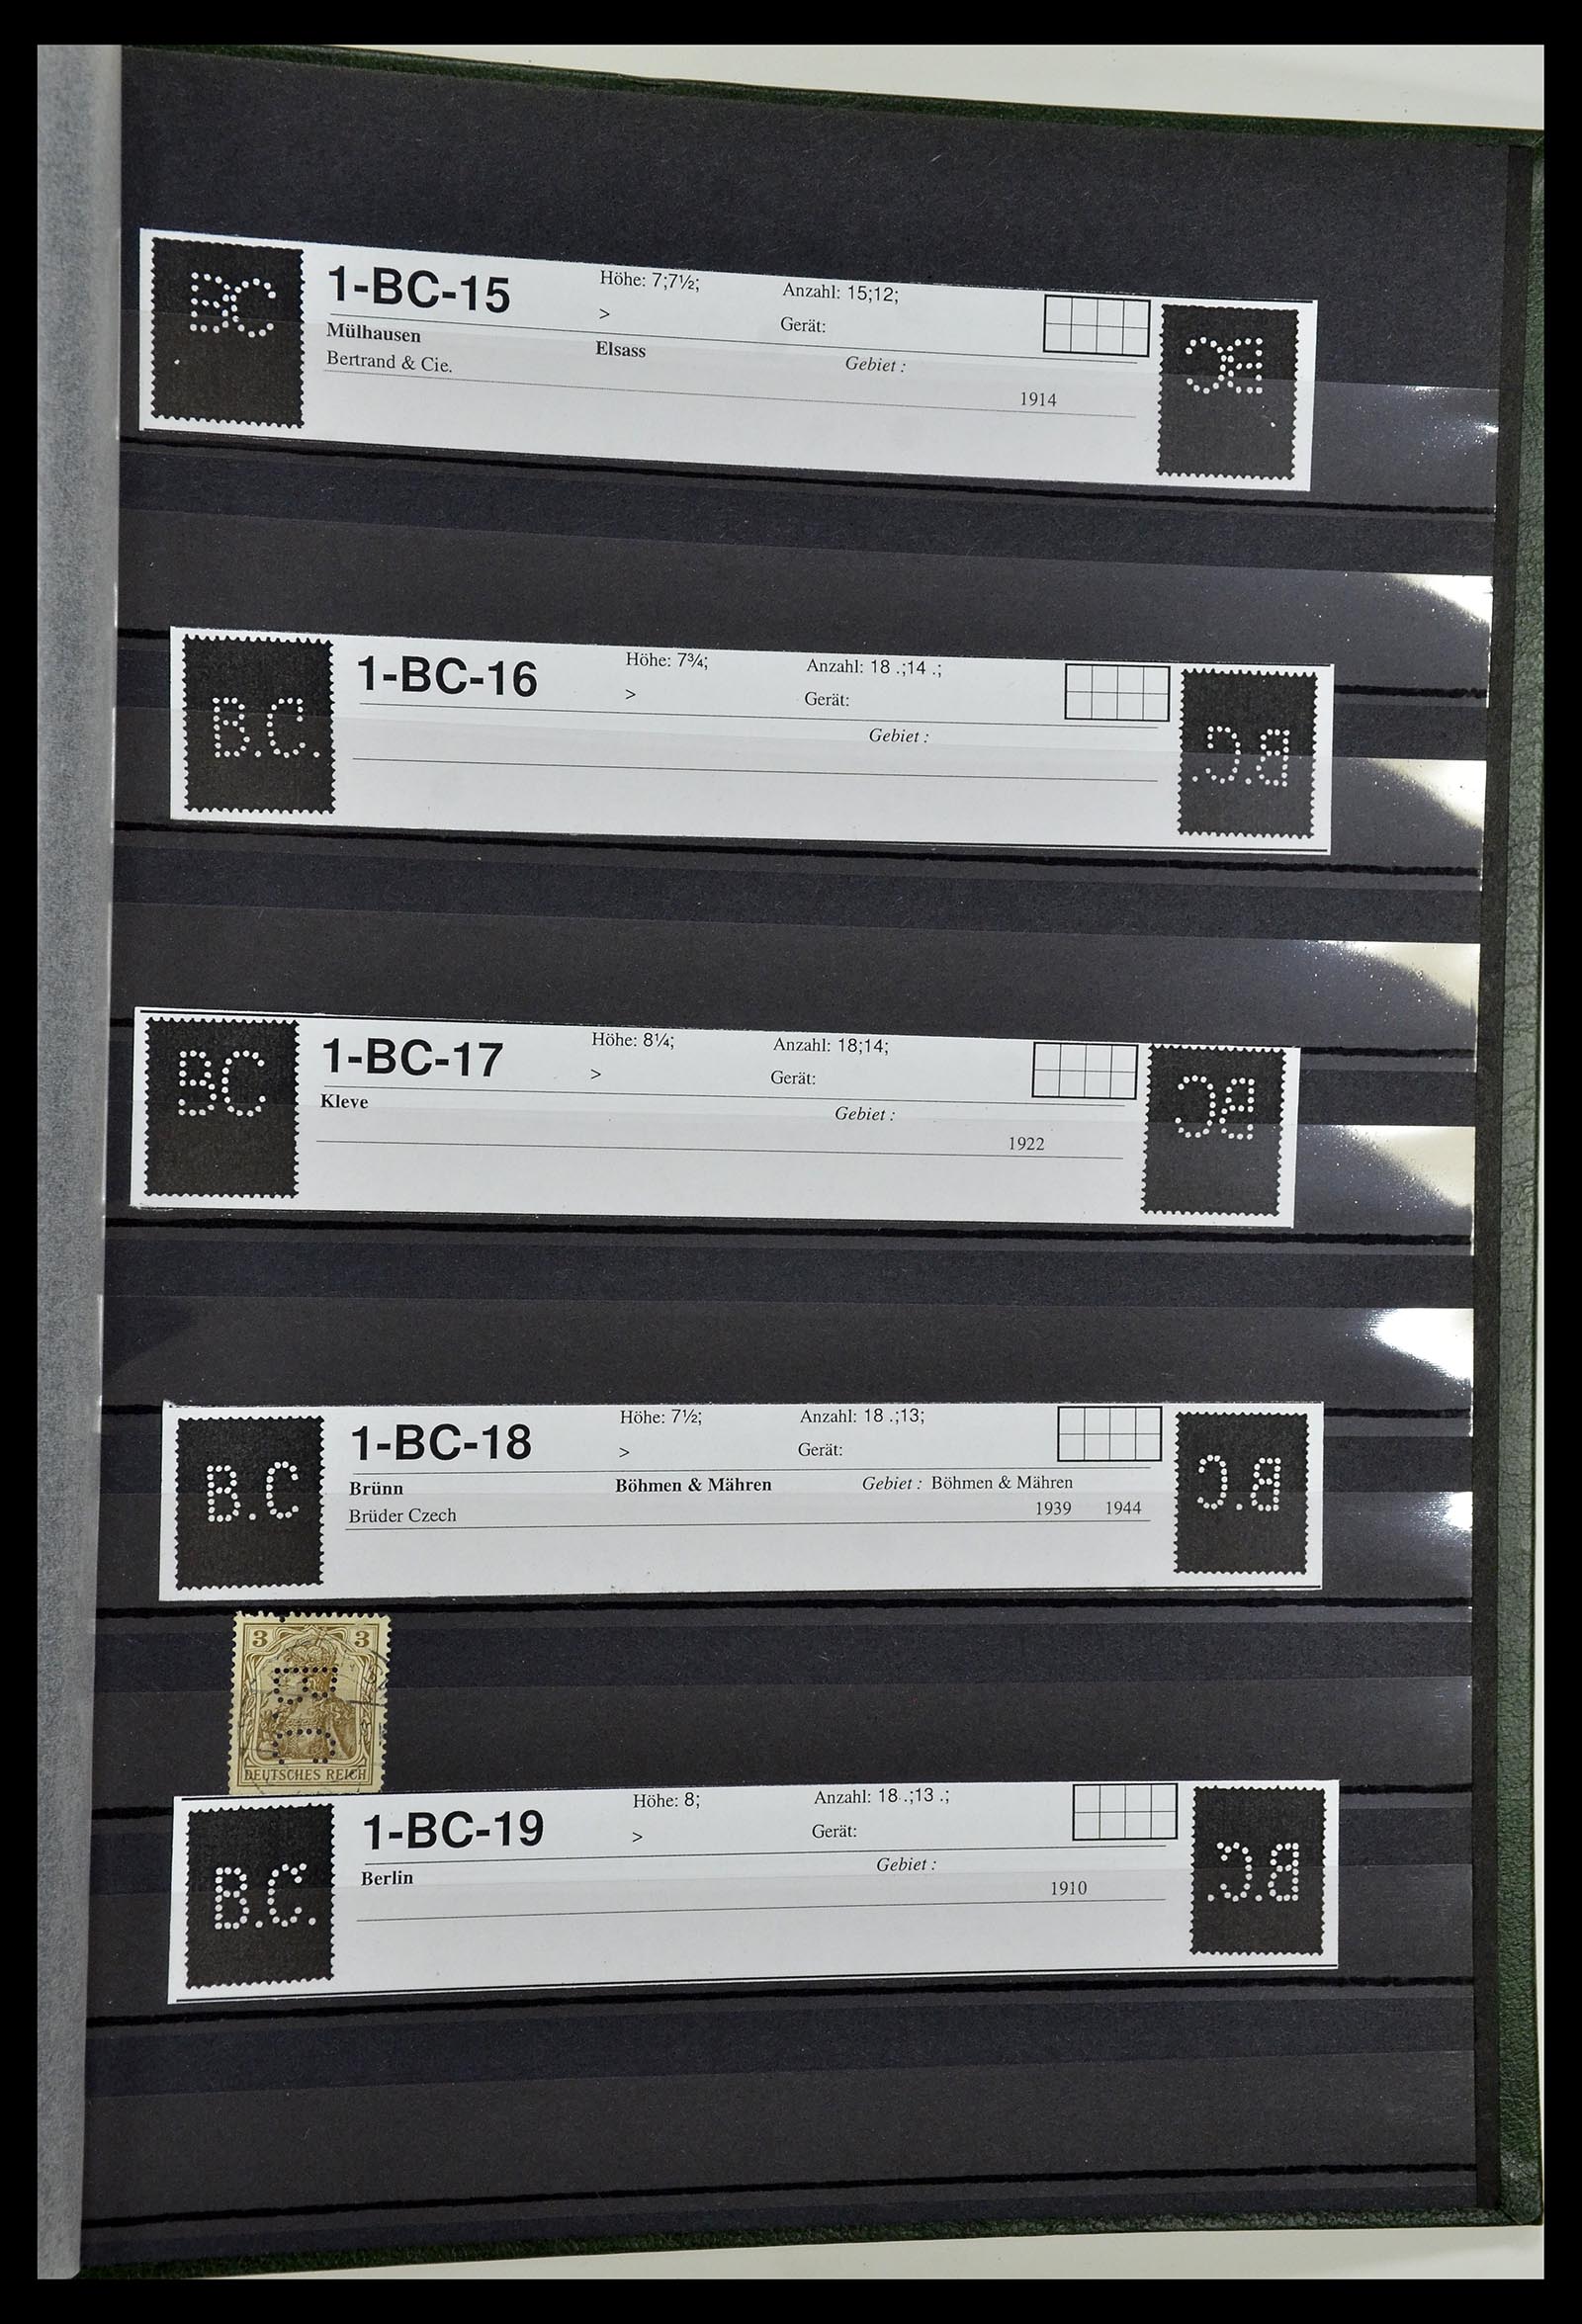 BC
1-BC-15
Höhe: 7;7½;
Anzahl: 15;12;
>
Gerät:
Mülhausen
Elsass
Gebiet :
Bertrand & Cie.
1914
BC
B.C.
1-BC-16
Höhe: 7¾;
Anzahl: 18 .;14 .;
>
Gerät:
Gebiet :
B.C.
BC
1-BC-17
Höhe: 8¼;
Anzahl: 18;14;
>
Gerät:
Kleve
Gebiet :
1922
BC
B.C
1-BC-18
Höhe: 7½;
Anzahl: 18 .;13;
>
Gerät:
Brünn
Böhmen & Mähren
Gebiet : Böhmen & Mähren
Brüder Czech
1939 1944
B.C
3 3
B.C
DEUTSCHES REICH
B.C.
1-BC-19
Höhe: 8;
Anzahl: 18 .;13 .;
>
Gerät:
Berlin
Gebiet :
1910
B.C.